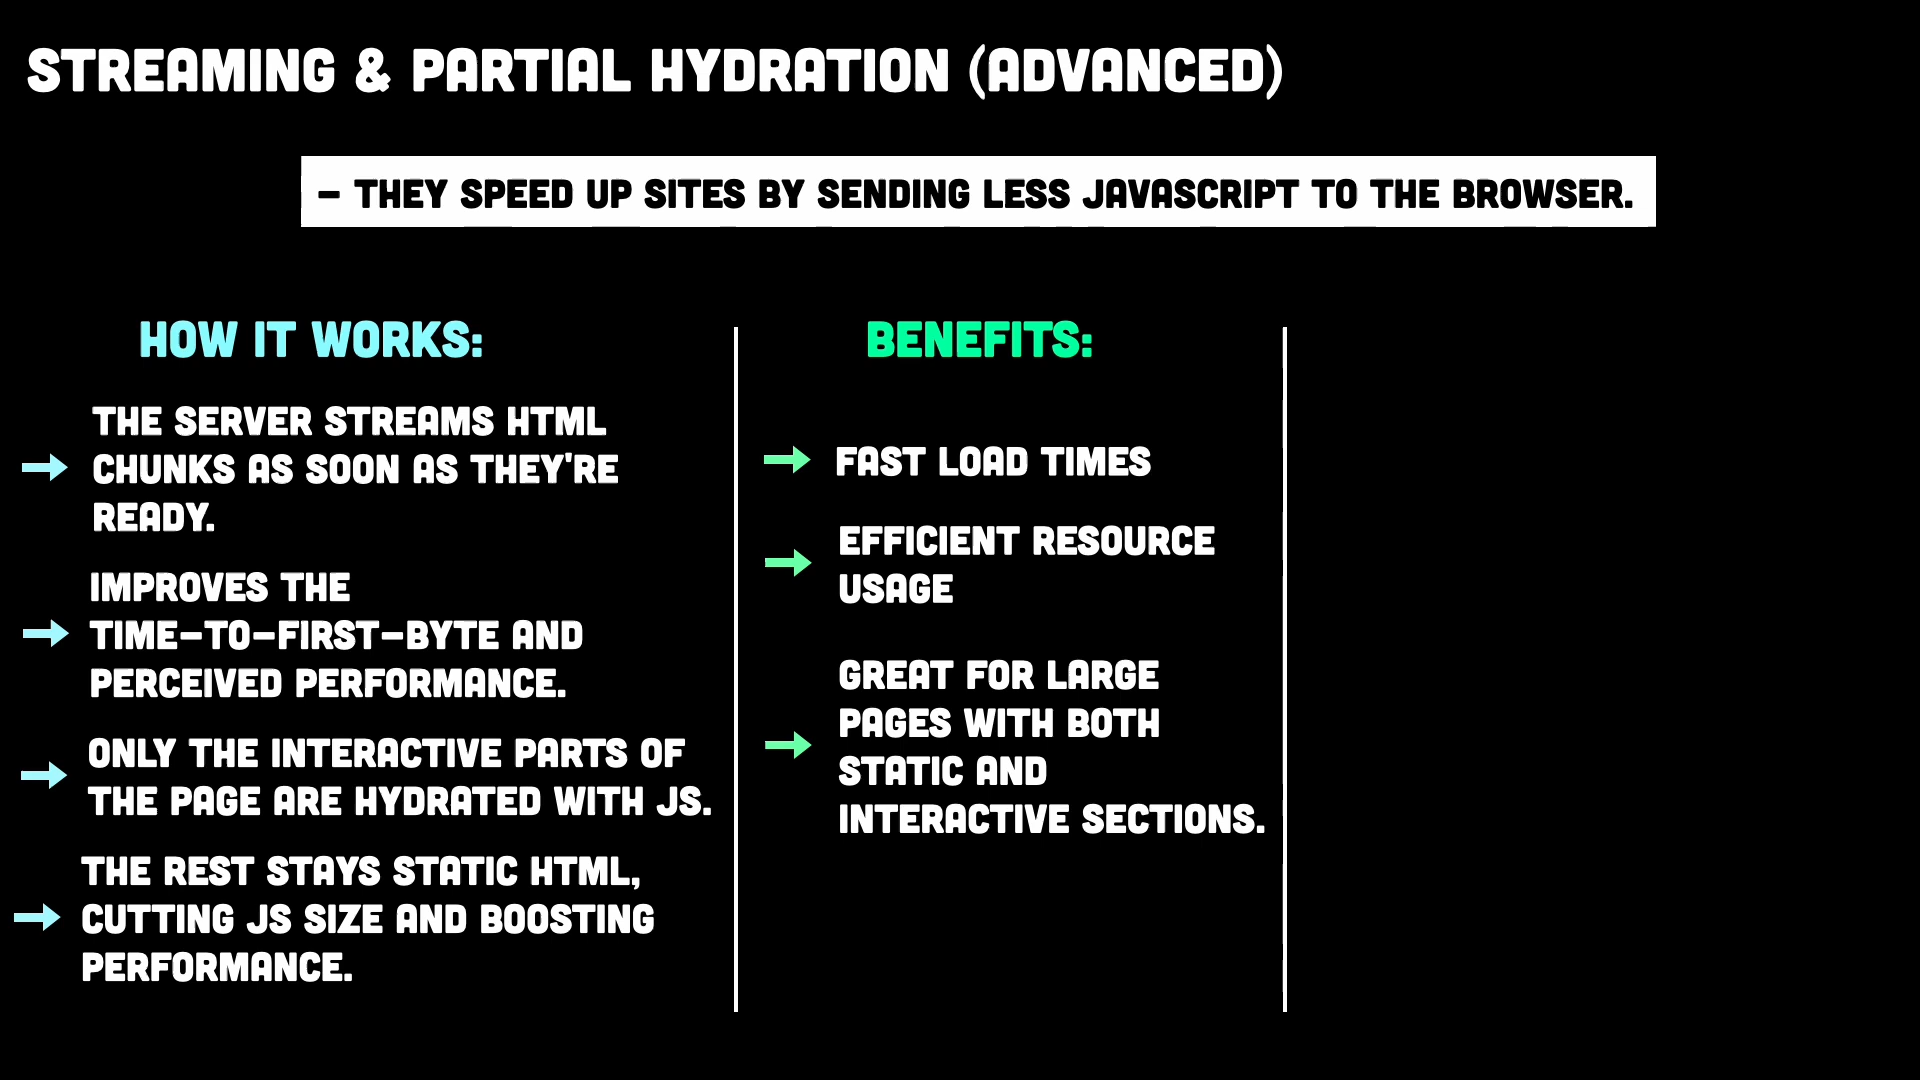 STREAMING & PARTIAL HYDRATION (ADVANCED)
- THEY SPEED UP SITES BY SENDING LESS JAVASCRIPT TO THE BROWSER.
HOW IT WORKS:
THE SERVER STREAMS HTML
CHUNKS AS SOON AS THEY'RE
READY.
IMPROVES THE
TIME-TO-FIRST-BYTE AND
PERCEIVED PERFORMANCE.
ONLY THE INTERACTIVE PARTS OF
THE PAGE ARE HYDRATED WITH JS.
THE REST STAYS STATIC HTML,
CUTTING JS SIZE AND BOOSTING
PERFORMANCE.
BENEFITS:
FAST LOAD TIMES
EFFICIENT RESOURCE
USAGE
GREAT FOR LARGE
PAGES WITH BOTH
STATIC AND
INTERACTIVE SECTIONS.